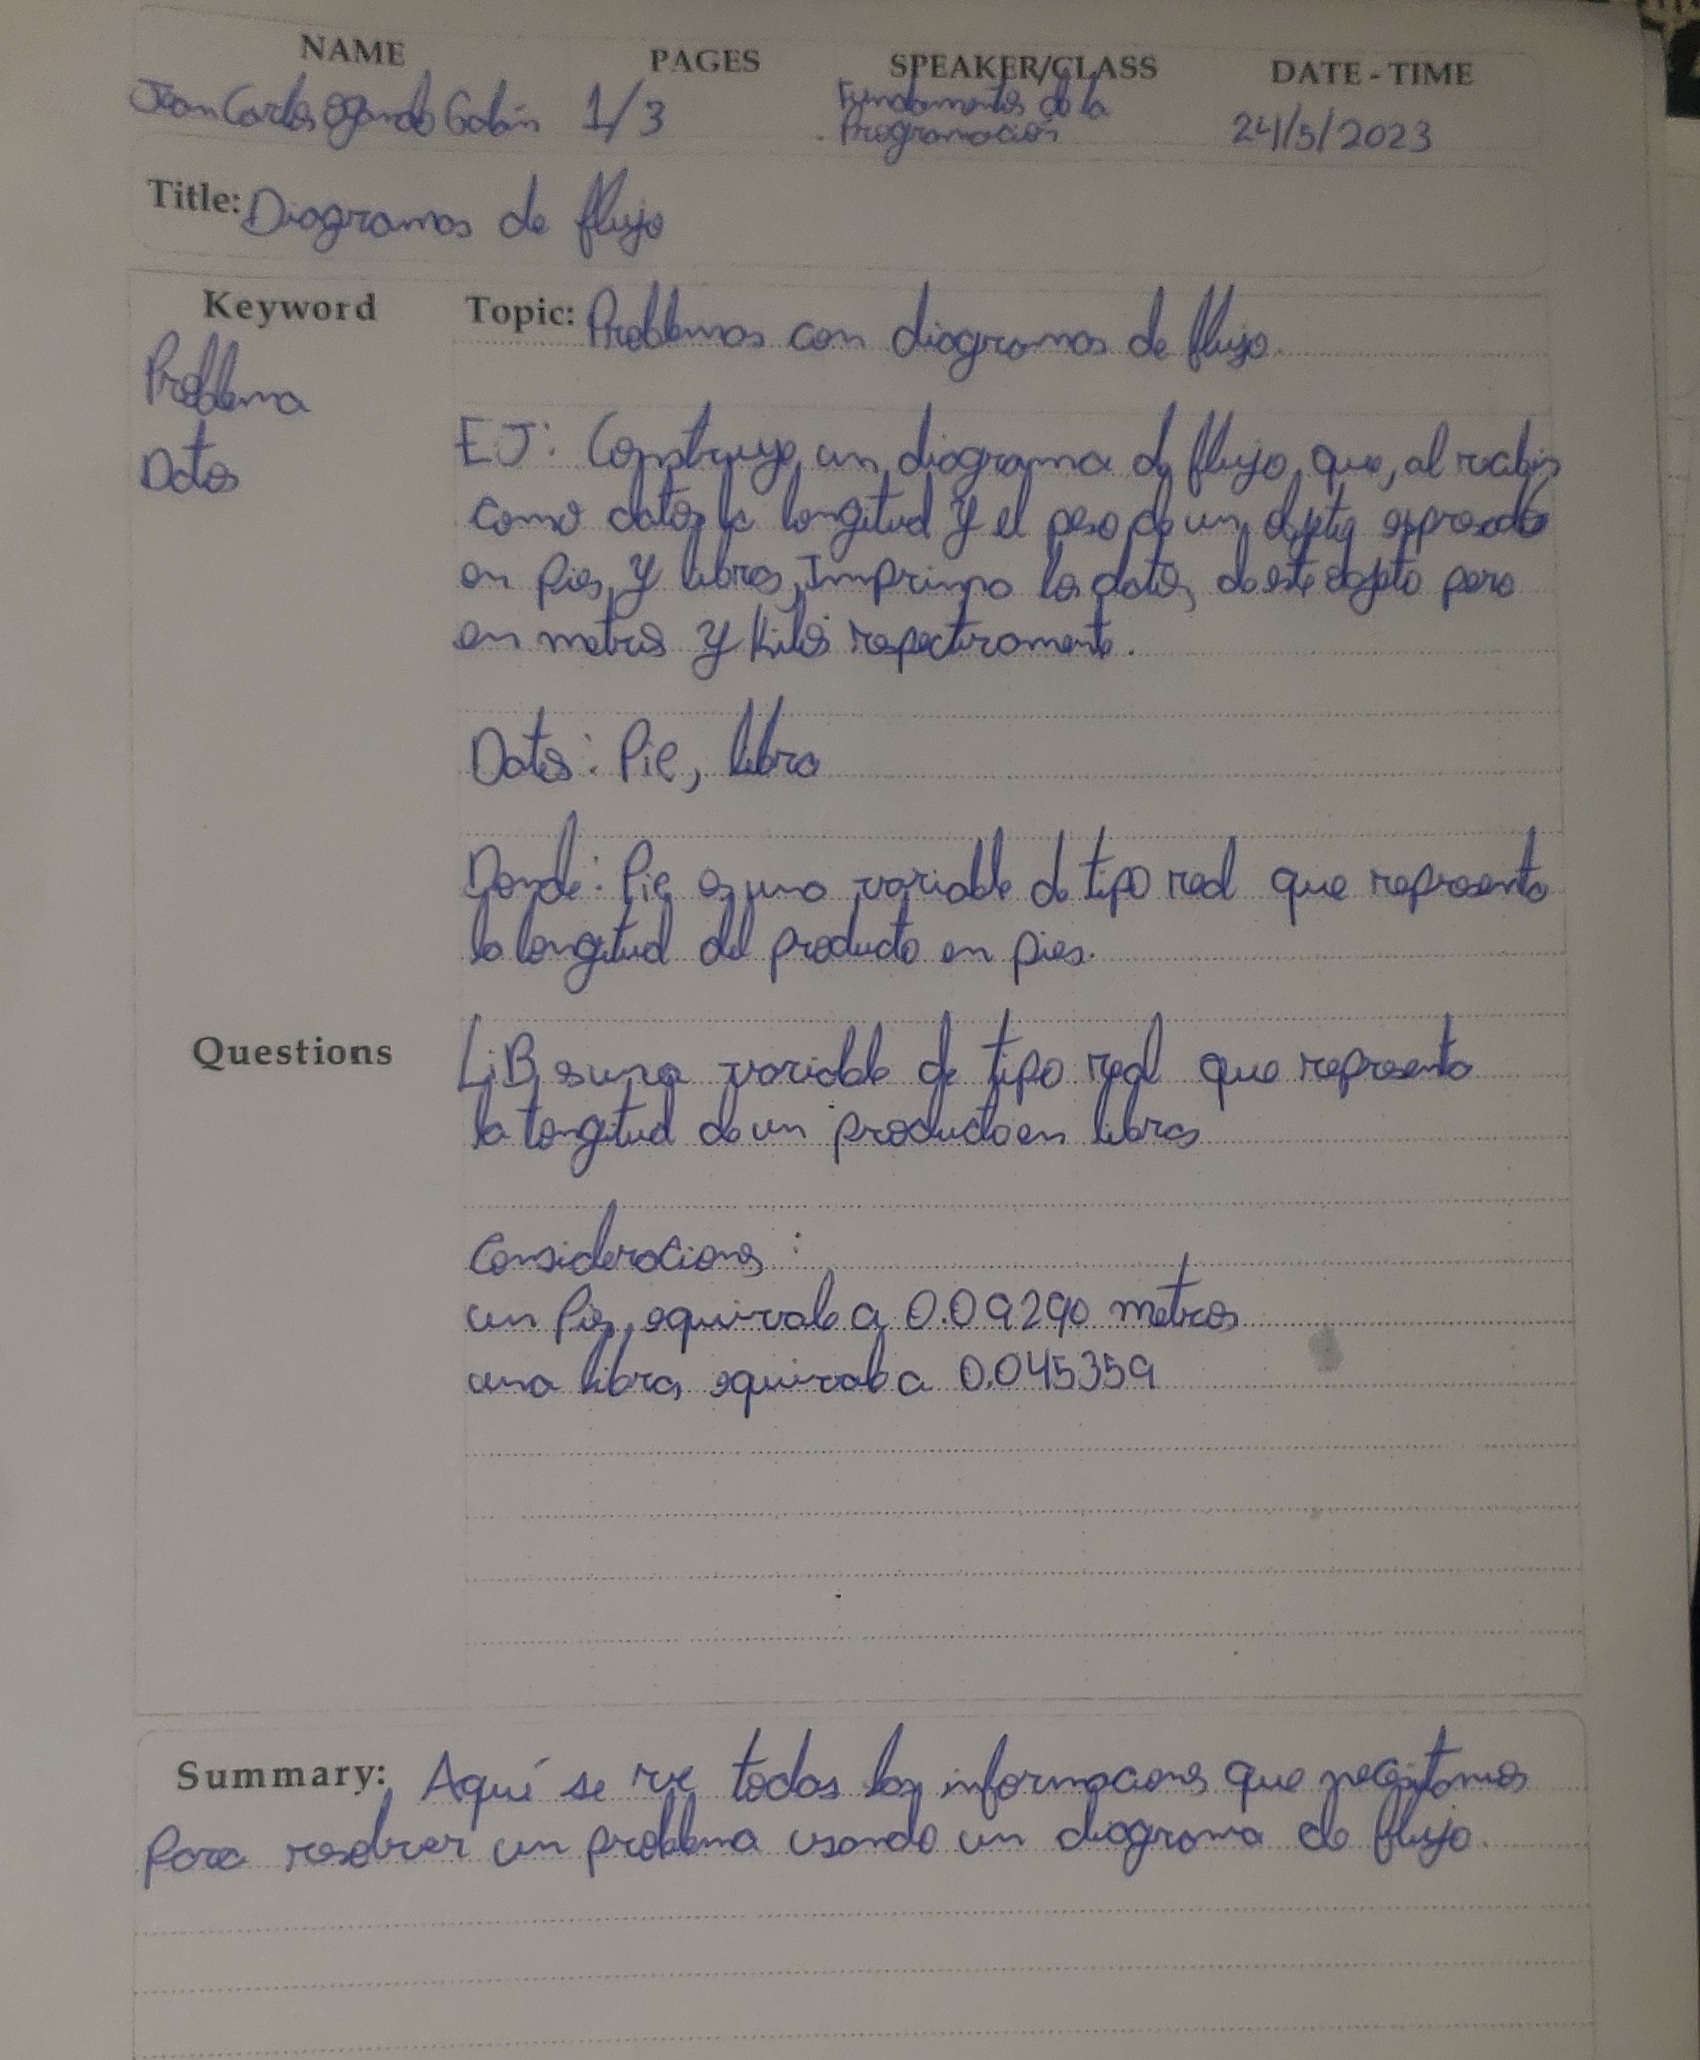 NAME PAGES SPEAKER/CLASS DATE - TIME
Jean Carlos Ogando Galán 1/3 Fundamentos de la
Programación 24/5/2023
Title: Diagramas de flujo
Keyword Topic: Problemas con diagramas de flujo.
Problema
Datos
EJ: Construye un diagrama de flujo que, al recibir
como datos la longitud y el peso de un objeto expresado
en Pies y libras, Imprima los datos de este objeto pero
en metros y kilos respectivamente.
Datos: Pie, libra
Donde: Pie es una variable de tipo real que representa
la longitud del producto en pies.
Questions
LiB es una variable de tipo real que representa
la longitud de un producto en libras
Consideraciones :
un Pie, equivale a 0.09290 metros
una libra equivale a 0.045359
Summary: Aquí se ve todas las informaciones que necesitamos
Para resolver un problema usando un diagrama de flujo.